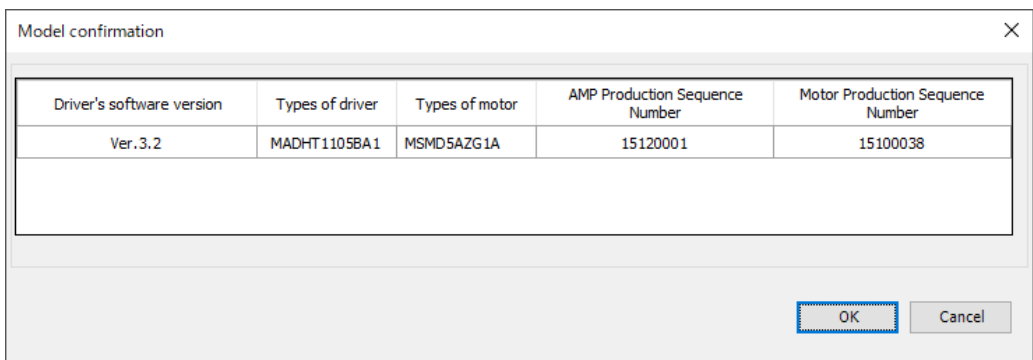 Model confirmation
Driver's software version
Types of driver
Types of motor
AMP Production Sequence
Number
Motor Production Sequence
Number
Ver.3.2
MADHT1105BA1
MSMD5AZG1A
15120001
15100038
OK
Cancel